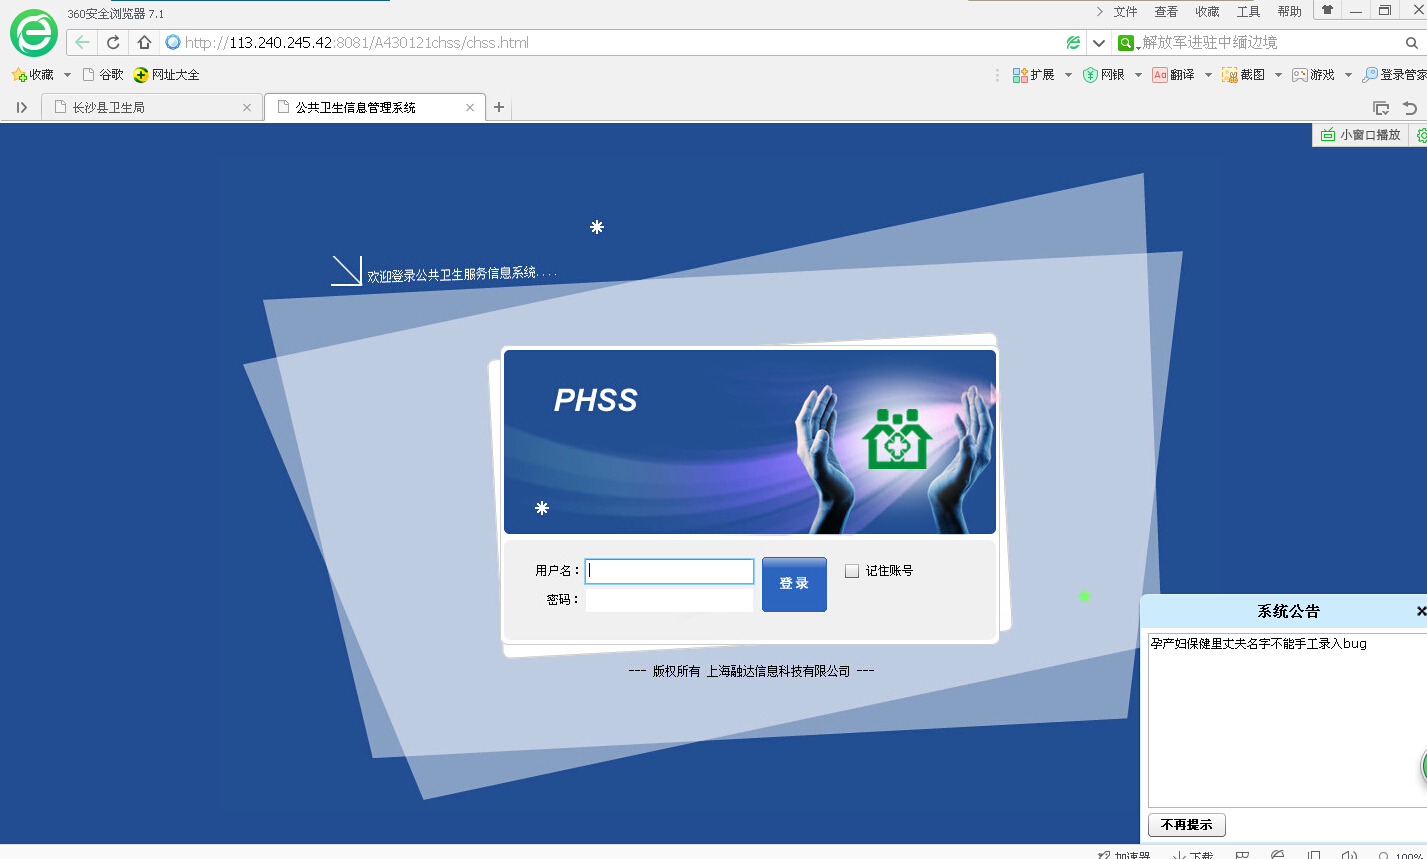 360安全浏览器 7.1
文件 查看 收藏 工具 帮助
http://113.240.245.42:8081/A430121chss/chss.html
解放军进驻中缅边境
收藏 谷歌 网址大全
扩展 网银 翻译 截图 游戏 登录管家
长沙县卫生局
公共卫生信息管理系统
小窗口播放
欢迎登录公共卫生服务信息系统....
PHSS
用户名：
登录
记住账号
密码：
--- 版权所有 上海融达信息科技有限公司 ---
系统公告
孕产妇保健里丈夫名字不能手工录入bug
不再提示
加速器 下载 100%